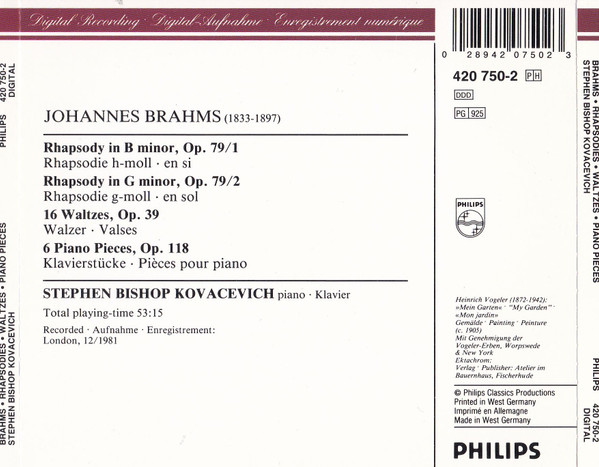 Digital Recording · Digital-Aufnahme · Enregistrement numérique
JOHANNES BRAHMS (1833-1897)
Rhapsody in B minor, Op. 79/1
Rhapsodie h-moll · en si
Rhapsody in G minor, Op. 79/2
Rhapsodie g-moll · en sol
16 Waltzes, Op. 39
Walzer · Valses
6 Piano Pieces, Op. 118
Klavierstücke · Pièces pour piano
STEPHEN BISHOP KOVACEVICH piano · Klavier
Total playing-time 53:15
Recorded · Aufnahme · Enregistrement:
London, 12/1981
0 28942 07502 3
420 750-2 PH
DDD
PG 925
PHILIPS
Heinrich Vogeler (1872-1942):
»Mein Garten« · “My Garden” ·
«Mon jardin»
Gemälde · Painting · Peinture
(c. 1905)
Mit Genehmigung der
Vogeler-Erben, Worpswede
& New York
Ektachrom:
Verlag · Publisher: Atelier im
Bauernhaus, Fischerhude
© Philips Classics Productions
Printed in West Germany
Imprimé en Allemagne
Made in West Germany
PHILIPS
BRAHMS • RHAPSODIES • WALTZES • PIANO PIECES PHILIPS 420 750-2
STEPHEN BISHOP KOVACEVICH DIGITAL
BRAHMS • RHAPSODIES • WALTZES • PIANO PIECES PHILIPS 420 750-2
STEPHEN BISHOP KOVACEVICH DIGITAL